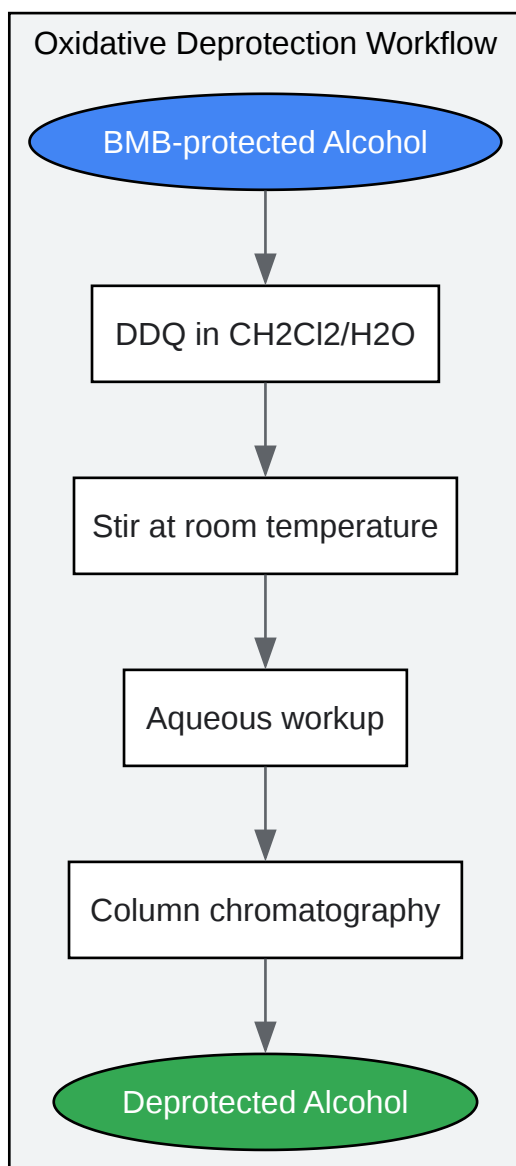 Oxidative Deprotection Workflow
BMB-protected Alcohol
DDQ in CH2Cl2/H2O
Stir at room temperature
Aqueous workup
Column chromatography
Deprotected Alcohol